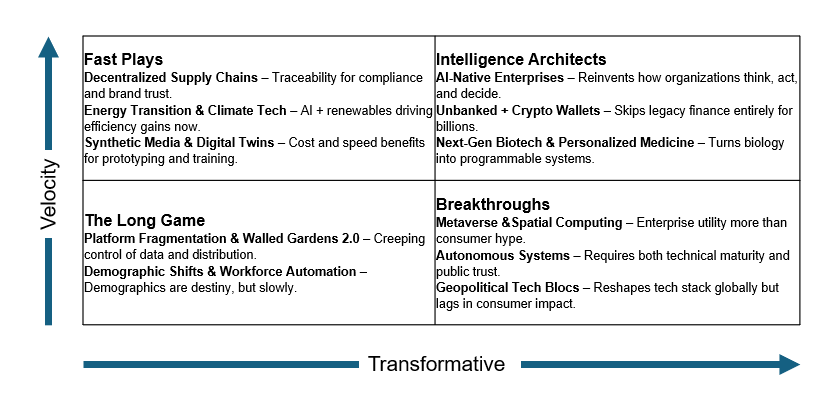 Fast Plays
Decentralized Supply Chains – Traceability for compliance
and brand trust.
Energy Transition & Climate Tech – AI + renewables driving
efficiency gains now.
Synthetic Media & Digital Twins – Cost and speed benefits
for prototyping and training.
Intelligence Architects
AI-Native Enterprises – Reinvents how organizations think, act,
and decide.
Unbanked + Crypto Wallets – Skips legacy finance entirely for
billions.
Next-Gen Biotech & Personalized Medicine – Turns biology
into programmable systems.
Velocity
The Long Game
Platform Fragmentation & Walled Gardens 2.0 – Creeping
control of data and distribution.
Demographic Shifts & Workforce Automation –
Demographics are destiny, but slowly.
Breakthroughs
Metaverse &Spatial Computing – Enterprise utility more than
consumer hype.
Autonomous Systems – Requires both technical maturity and
public trust.
Geopolitical Tech Blocs – Reshapes tech stack globally but
lags in consumer impact.
Transformative